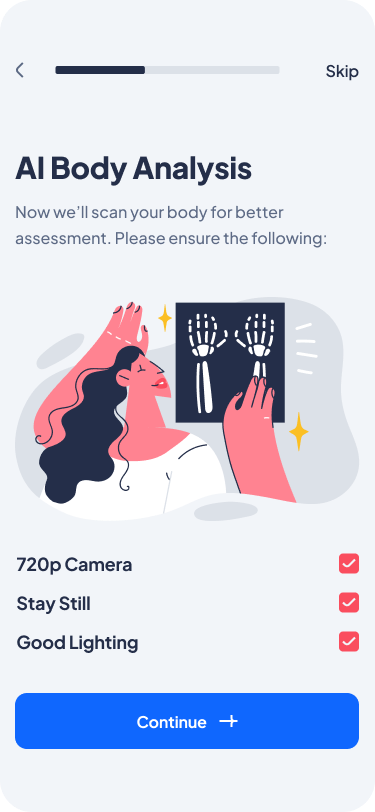 Skip
AI Body Analysis
Now we’ll scan your body for better
assessment. Please ensure the following:
720p Camera
Stay Still
Good Lighting
Continue